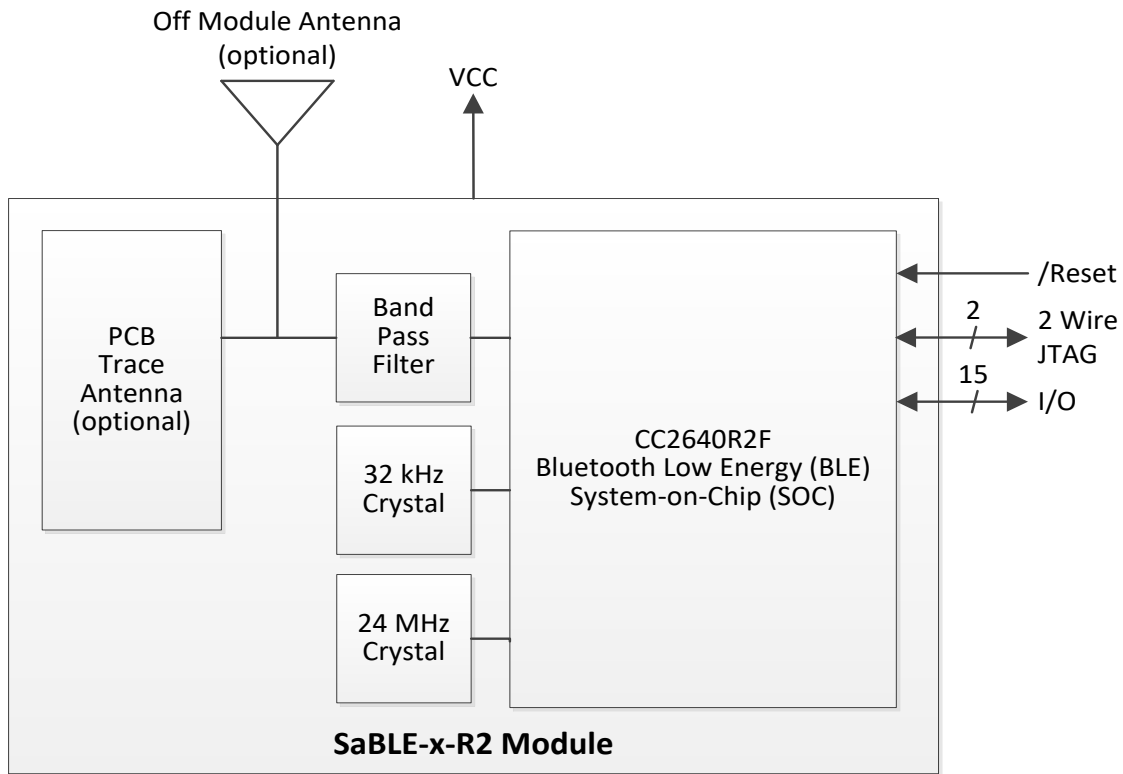 Off Module Antenna
(optional)
VCC
PCB
Trace
Antenna
(optional)
Band
Pass
Filter
32 kHz
Crystal
24 MHz
Crystal
CC2640R2F
Bluetooth Low Energy (BLE)
System-on-Chip (SOC)
/Reset
2
2 Wire
JTAG
15
I/O
SaBLE-x-R2 Module